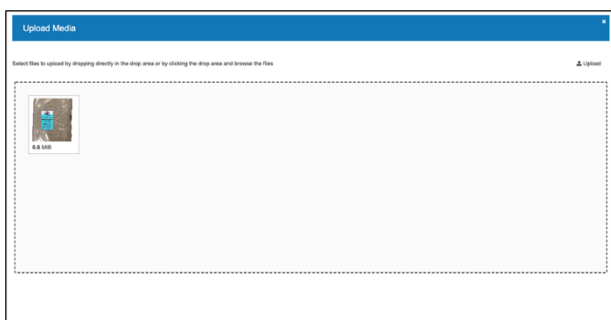 Upload Media
Select files to upload by dropping directly in the drop area or by clicking the drop area and browse the files
Upload
0.6 MiB